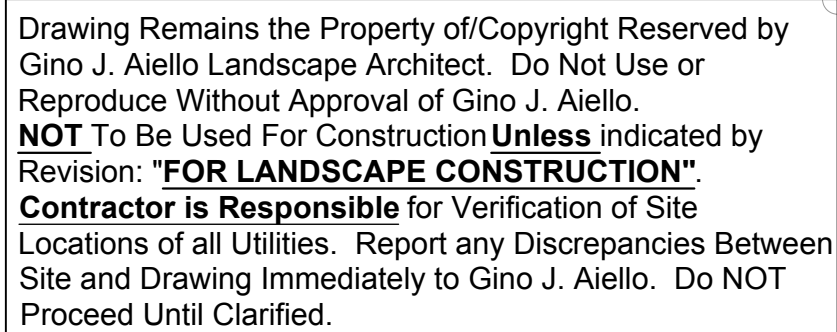 Drawing Remains the Property of/Copyright Reserved by
Gino J. Aiello Landscape Architect.  Do Not Use or
Reproduce Without Approval of Gino J. Aiello.
NOT To Be Used For Construction Unless indicated by
Revision: "FOR LANDSCAPE CONSTRUCTION".
Contractor is Responsible for Verification of Site
Locations of all Utilities.  Report any Discrepancies Between
Site and Drawing Immediately to Gino J. Aiello.  Do NOT
Proceed Until Clarified.